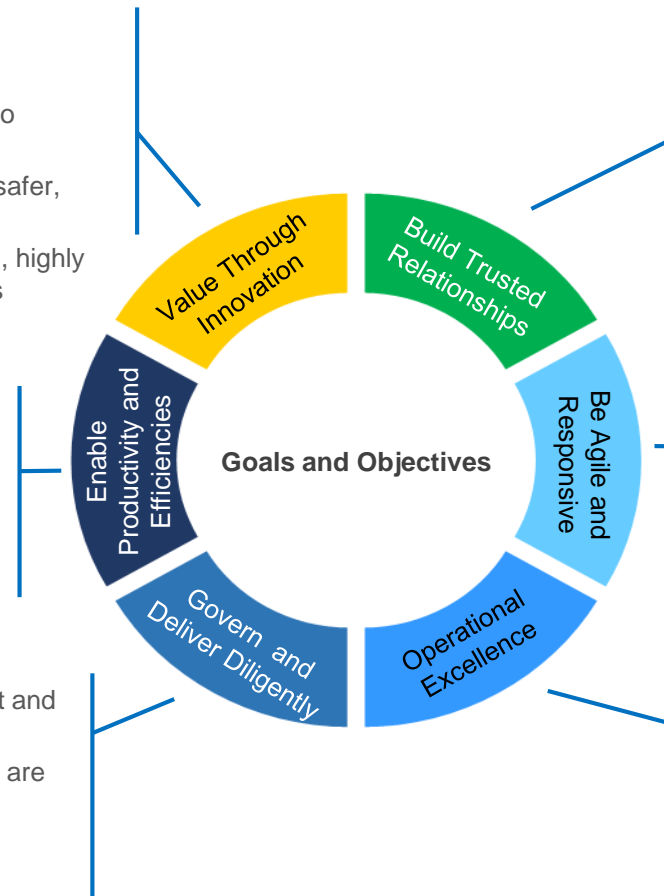 o
safer,
, highly
s
t and
are
Value Through
Innovation
Build Trusted
Relationships
Be Agile and
Responsive
Operational
Excellence
Govern and
Deliver Diligently
Enable
Productivity and
Efficiencies
Goals and Objectives